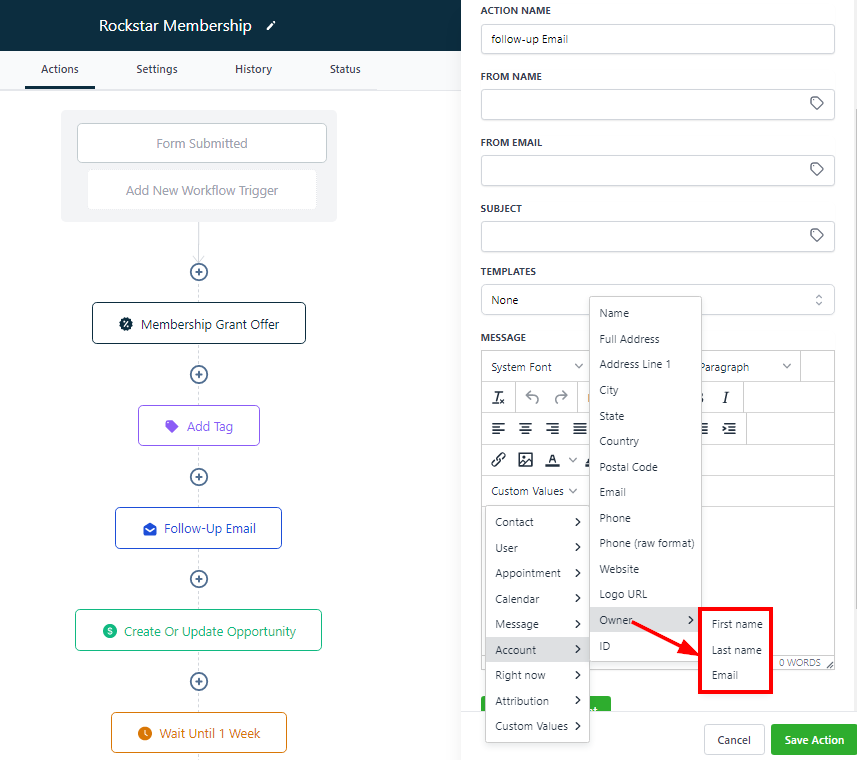 Rockstar Membership
Actions
Settings
History
Status
Form Submitted
Add New Workflow Trigger
Membership Grant Offer
Add Tag
Follow-Up Email
Create Or Update Opportunity
Wait Until 1 Week
ACTION NAME
follow-up Email
FROM NAME
FROM EMAIL
SUBJECT
TEMPLATES
None
MESSAGE
System Font
Paragraph
Custom Values
Contact
User
Appointment
Calendar
Message
Account
Right now
Attribution
Custom Values
Name
Full Address
Address Line 1
City
State
Country
Postal Code
Email
Phone
Phone (raw format)
Website
Logo URL
Owner
ID
First name
Last name
Email
0 WORDS
Cancel
Save Action